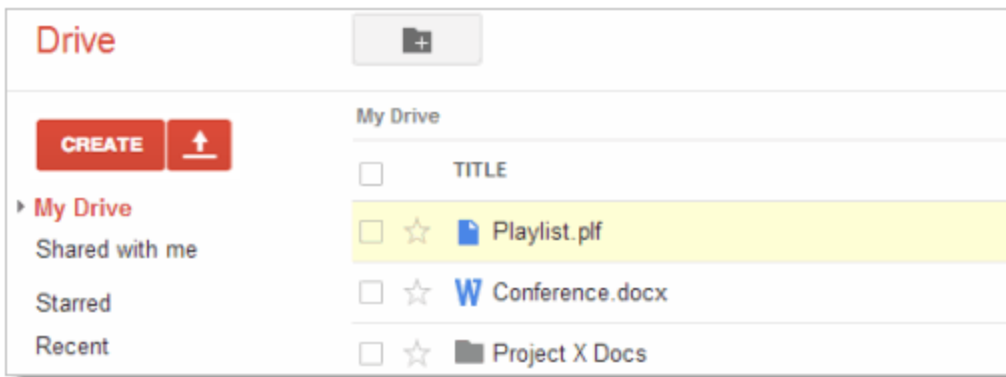 Drive
CREATE
My Drive
Shared with me
Starred
Recent
My Drive
TITLE
Playlist.plf
Conference.docx
Project X Docs